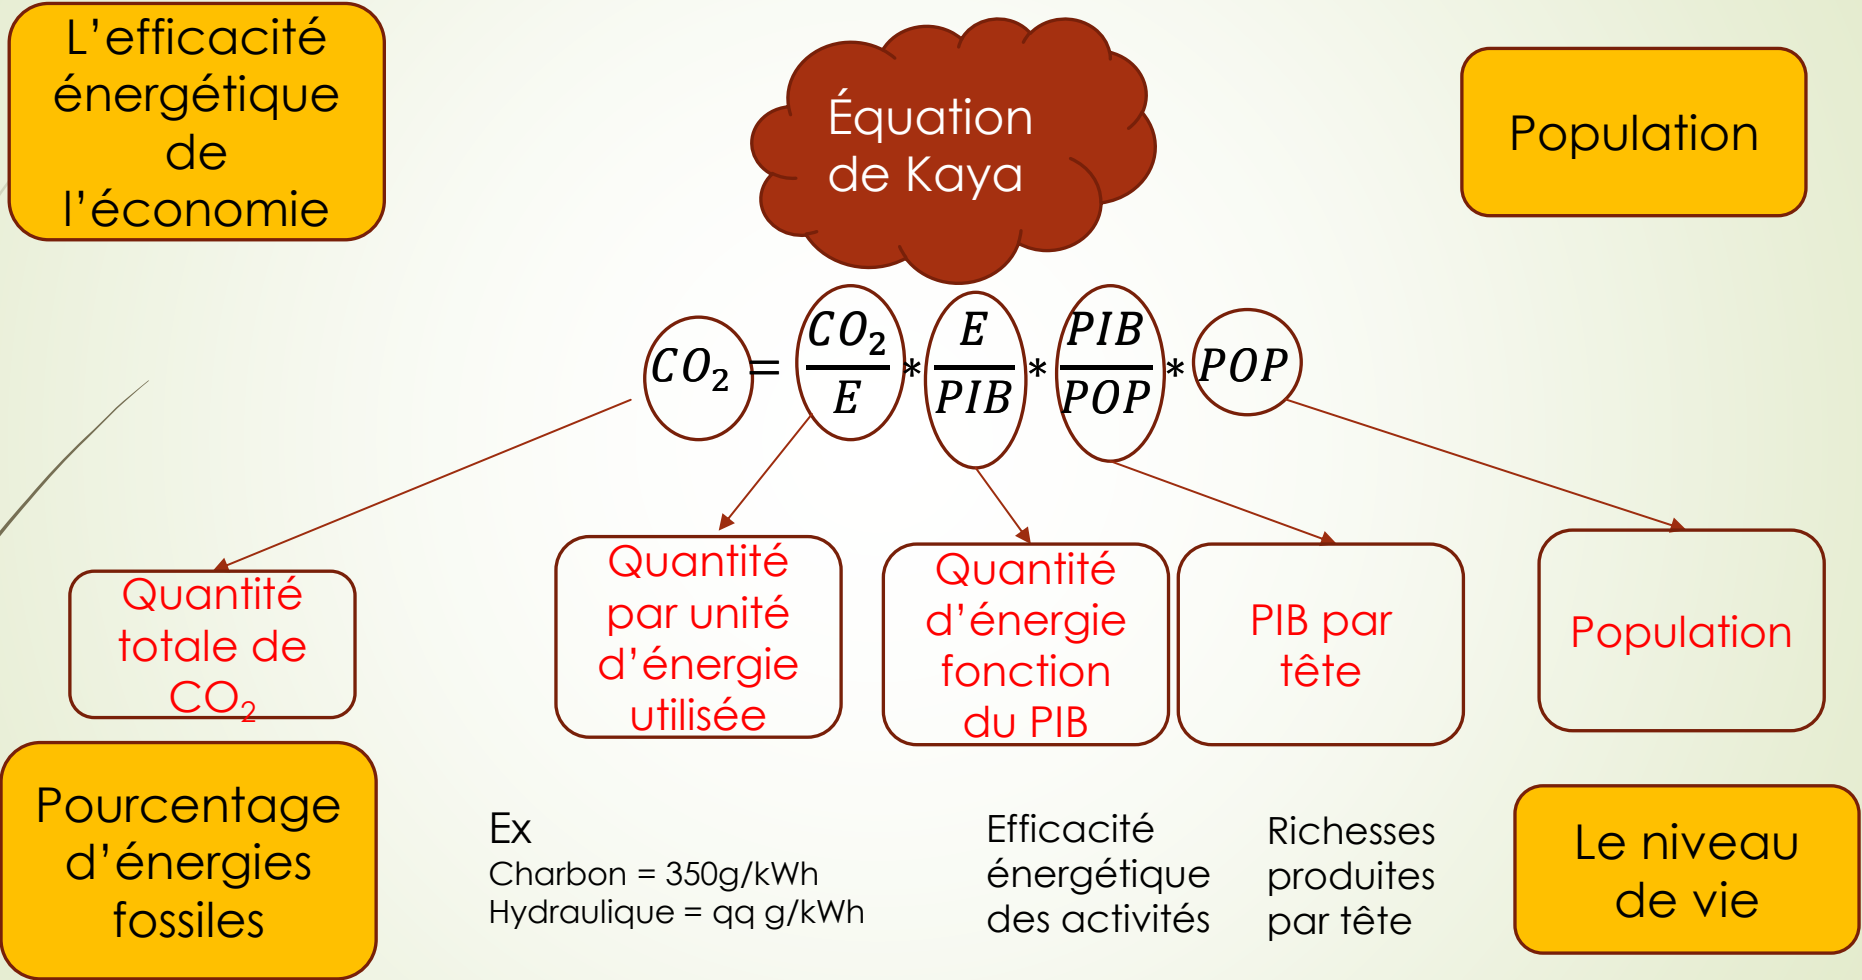 L’efficacité
énergétique
de
l’économie
Équation
de Kaya
Population
CO₂ = CO₂/E * E/PIB * PIB/POP * POP
Quantité
totale de
CO₂
Quantité
par unité
d’énergie
utilisée
Quantité
d’énergie
fonction
du PIB
PIB par
tête
Population
Pourcentage
d’énergies
fossiles
Ex
Charbon = 350g/kWh
Hydraulique = qq g/kWh
Efficacité
énergétique
des activités
Richesses
produites
par tête
Le niveau
de vie